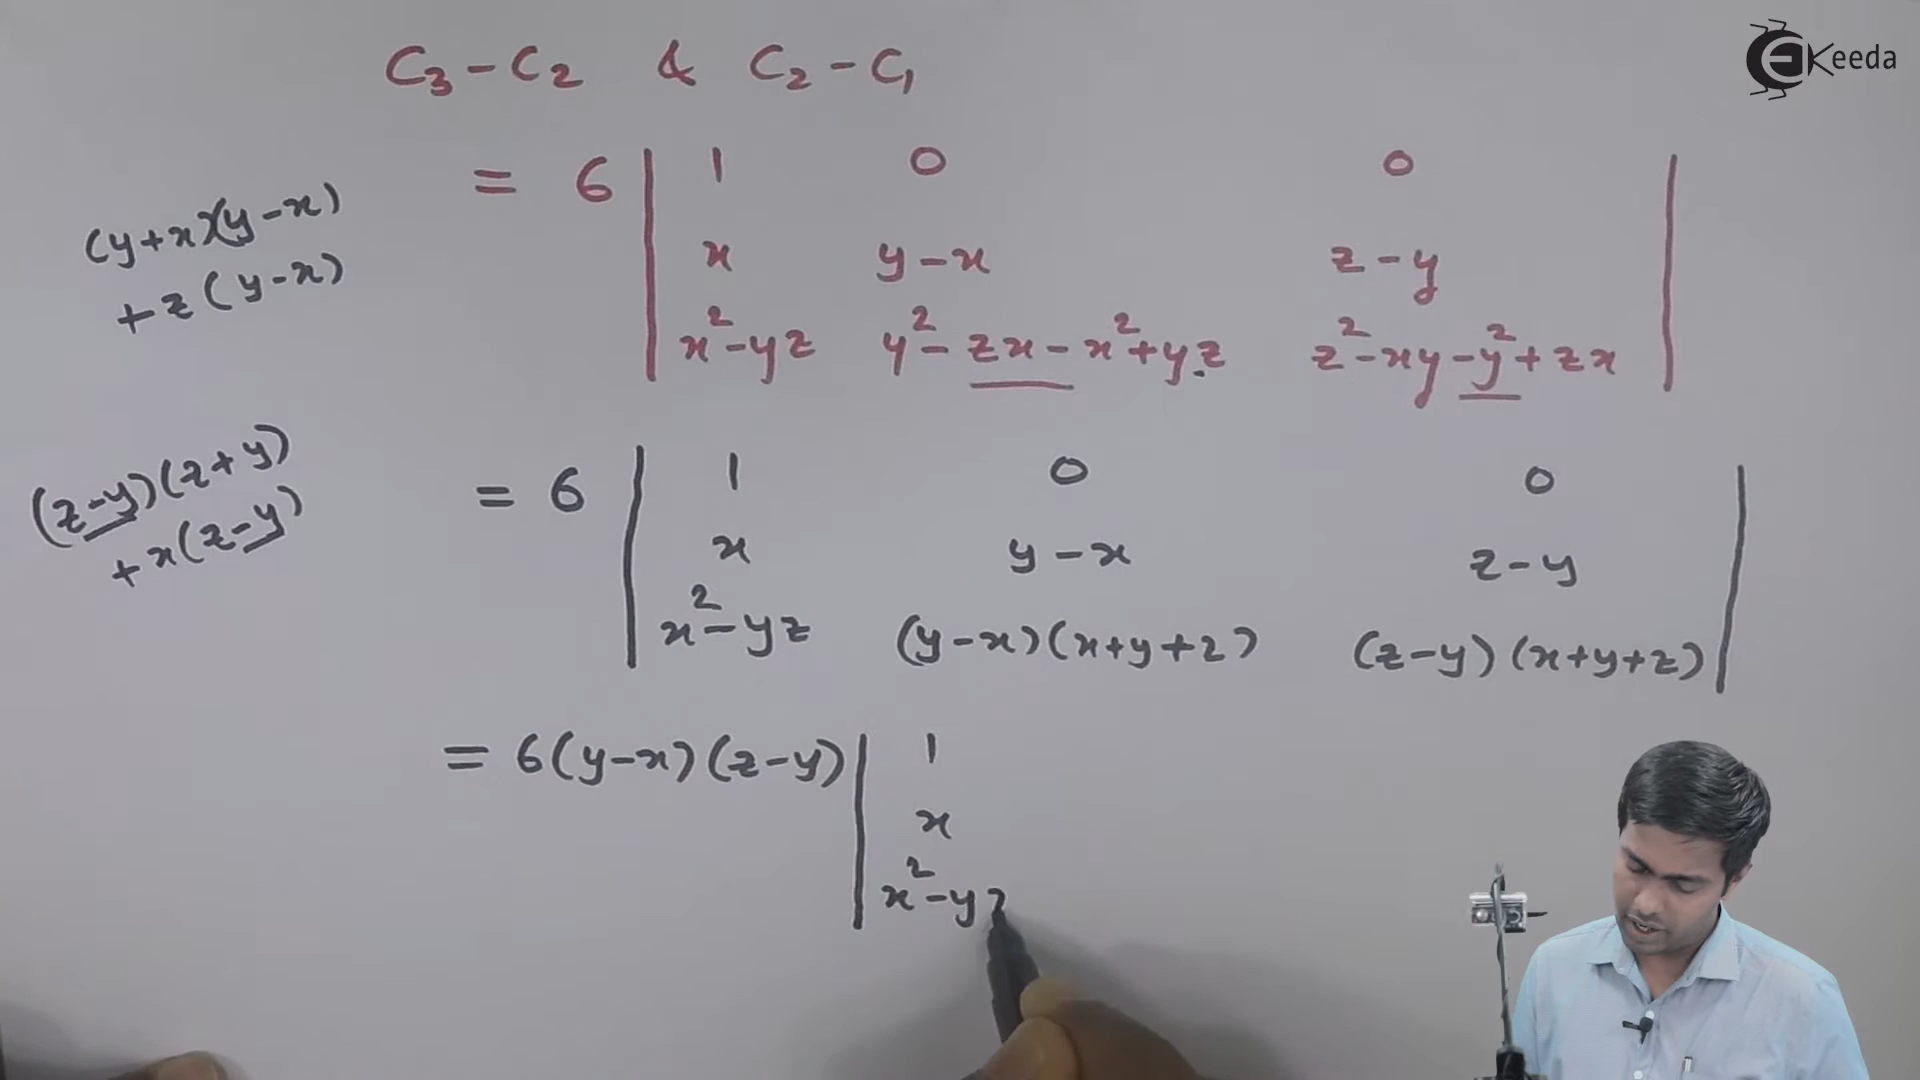 C₃-C₂ & C₂-C₁
EKeeda
= 6 | 1 0 0 |
x y-x z-y
x²-yz y²-zx-x²+yz z²-xy-y²+zx
(y+x)(y-x)
+z(y-x)
= 6 | 1 0 0 |
x y-x z-y
x²-yz (y-x)(x+y+z) (z-y)(x+y+z)
(z-y)(z+y)
+x(z-y)
= 6(y-x)(z-y) | 1
x
x²-yz